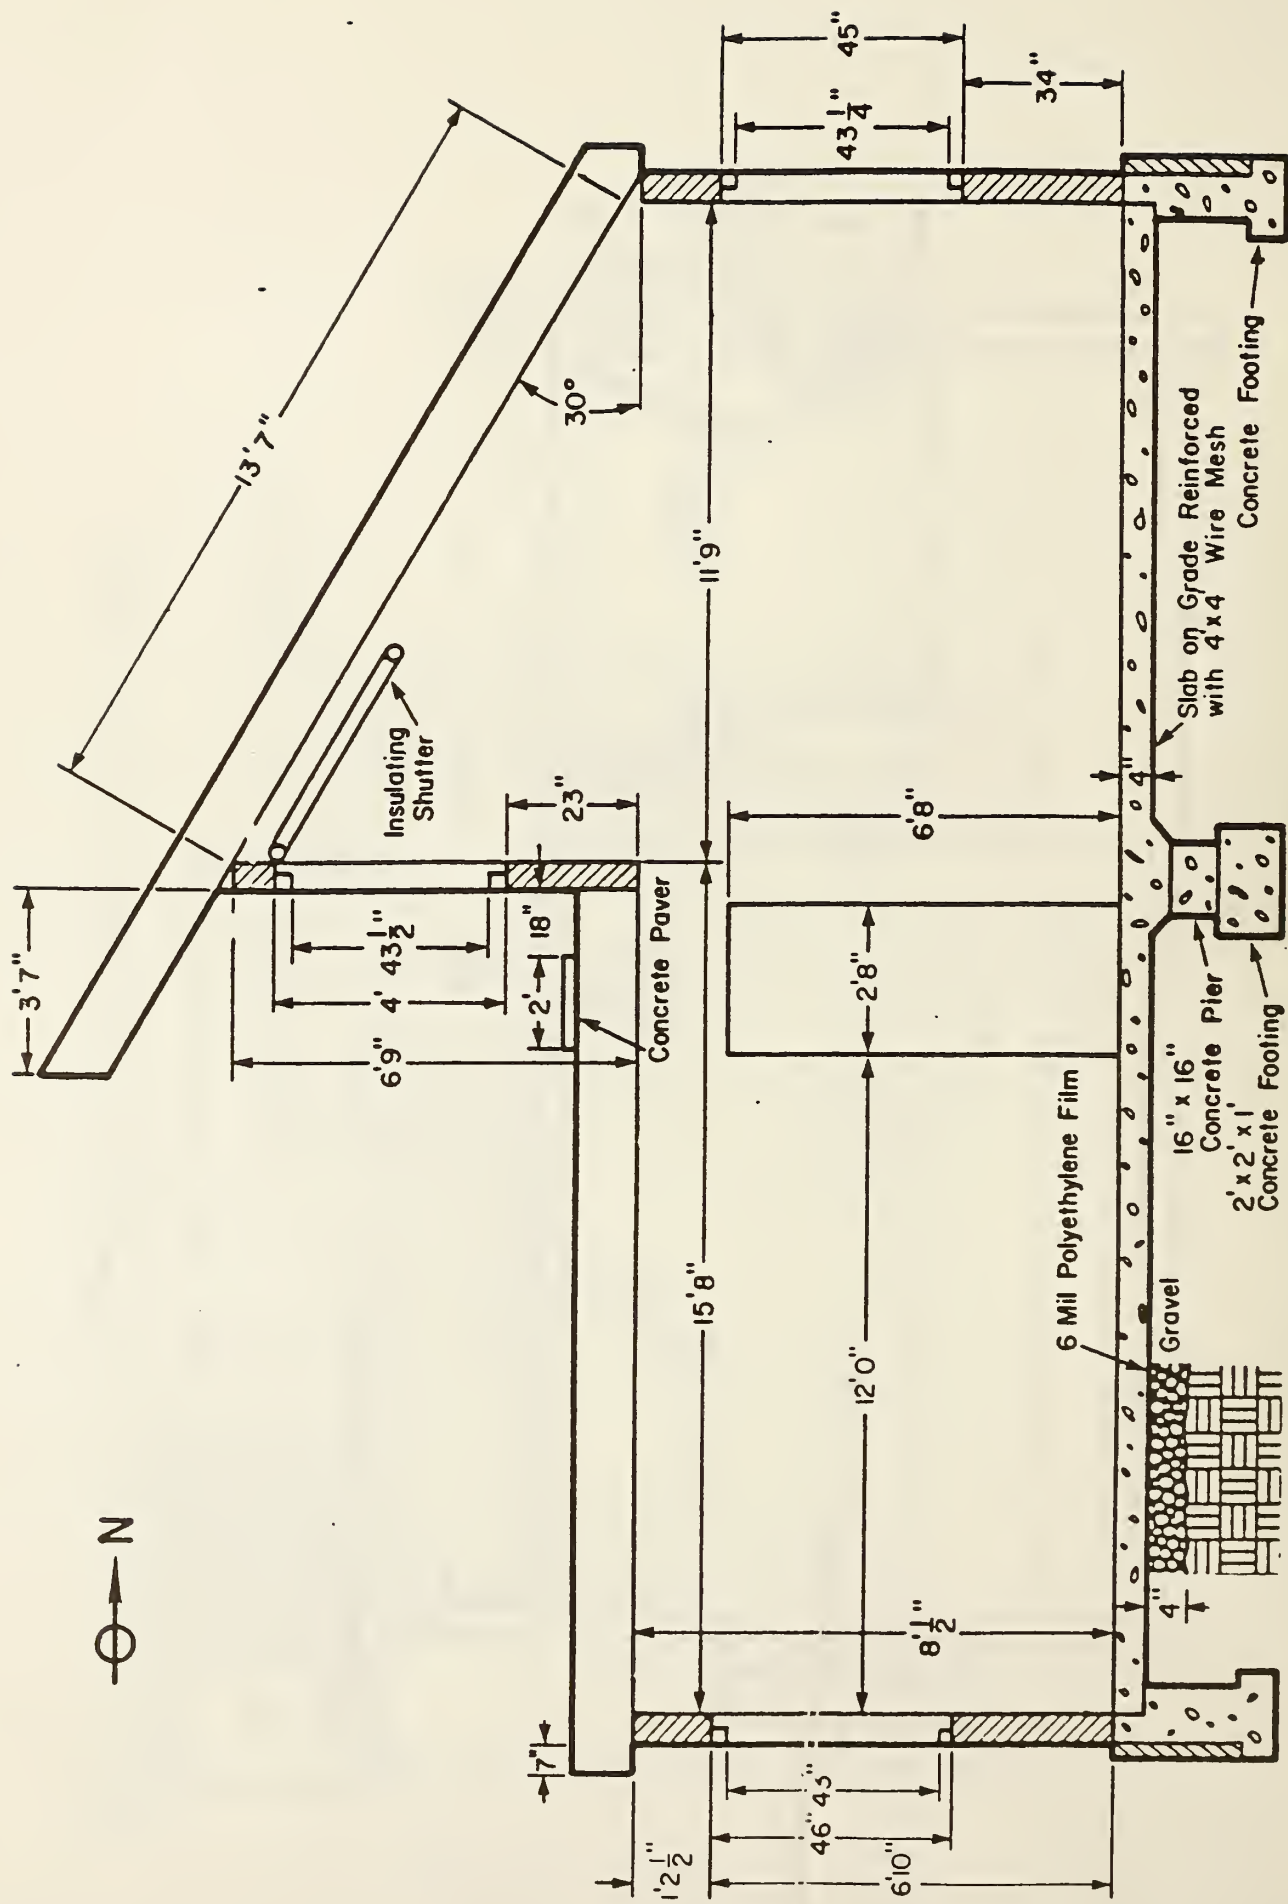 N
3'7"
13'7"
30°
Insulating
Shutter
45"
43 1/4"
34"
6'9"
4'
43 1/2"
2'
18"
23"
Concrete Paver
7"
1'2 1/2"
46"
43"
6'10"
15'8"
11'9"
8' 1/2"
12'0"
2'8"
6'8"
4"
4"
6 Mil Polyethylene Film
Gravel
16" x 16"
Concrete Pier
2' x 2' x 1'
Concrete Footing
Slab on Grade Reinforced
with 4'x4' Wire Mesh
Concrete Footing